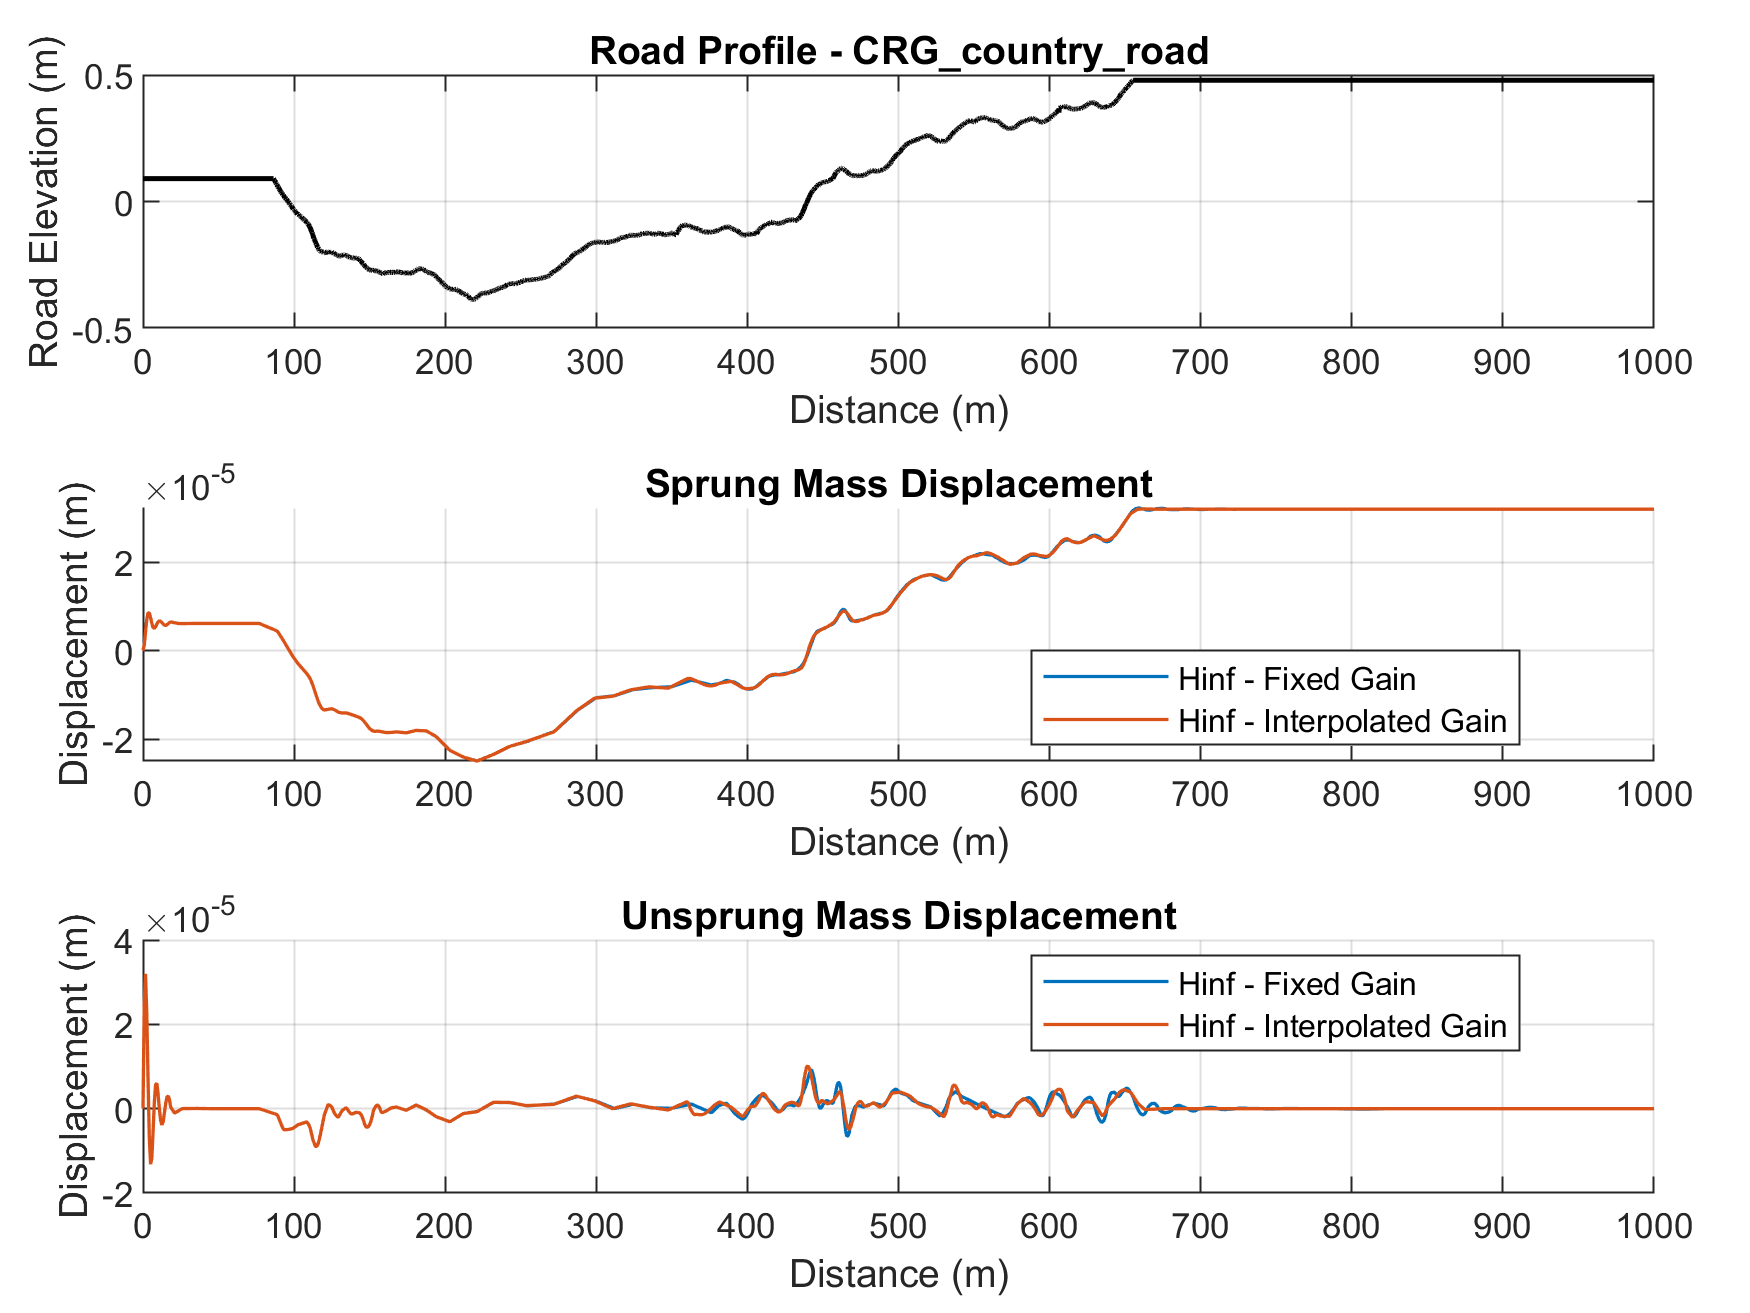 Road Profile - CRG_country_road
Road Elevation (m)
0.5
0
-0.5
0 100 200 300 400 500 600 700 800 900 1000
Distance (m)
Sprung Mass Displacement
×10^-5
Displacement (m)
2
0
-2
Hinf - Fixed Gain
Hinf - Interpolated Gain
0 100 200 300 400 500 600 700 800 900 1000
Distance (m)
Unsprung Mass Displacement
×10^-5
Displacement (m)
4
2
0
-2
Hinf - Fixed Gain
Hinf - Interpolated Gain
0 100 200 300 400 500 600 700 800 900 1000
Distance (m)